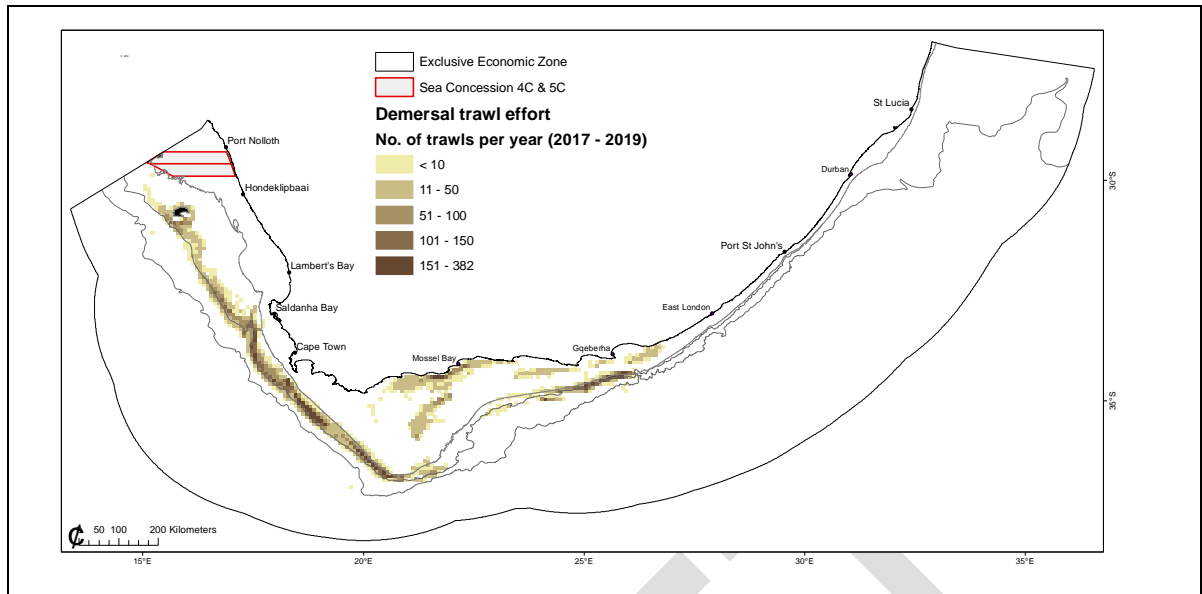 Exclusive Economic Zone
Sea Concession 4C & 5C
Demersal trawl effort
No. of trawls per year (2017 - 2019)
< 10
11 - 50
51 - 100
101 - 150
151 - 382
Port Nolloth
Hondeklipbaai
Lambert's Bay
Saldanha Bay
Cape Town
Mossel Bay
Gqeberha
East London
Port St John's
Durban
St Lucia
30°S
35°S
50 100 200 Kilometers
15°E
20°E
25°E
30°E
35°E